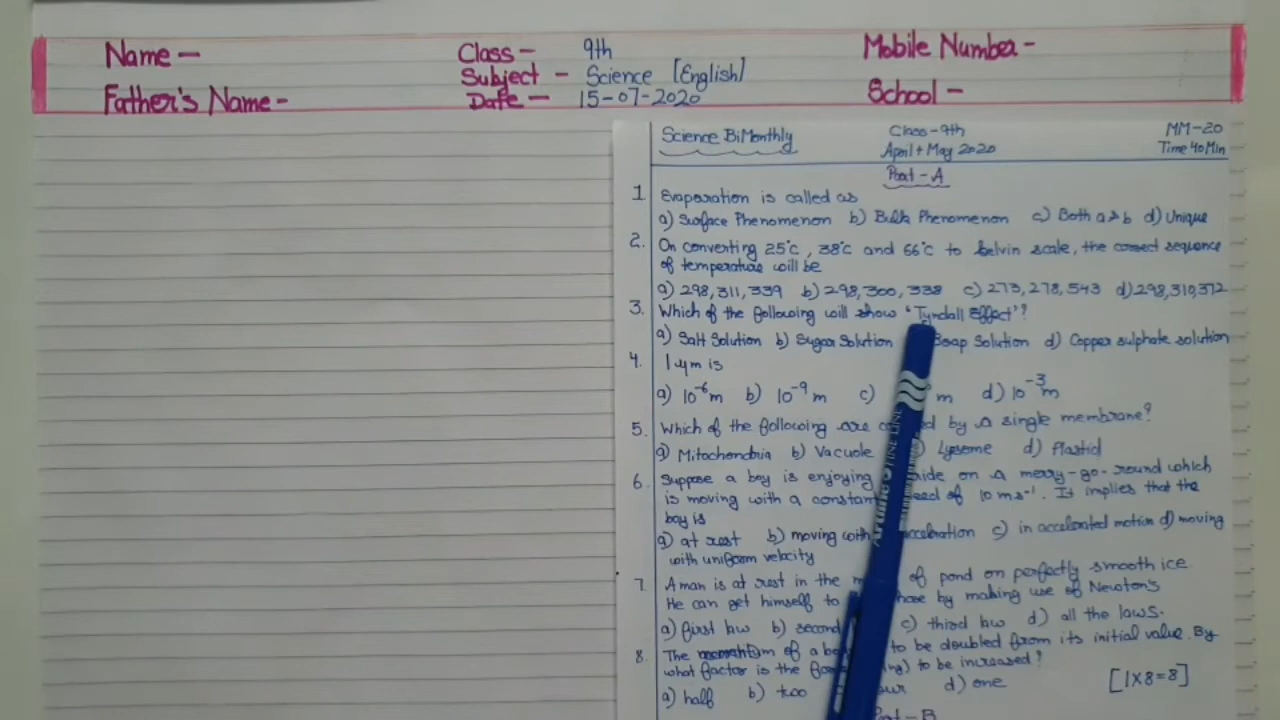 Name -
Class - 9th
Mobile Number -
Subject - Science [English]
Father's Name -
Date - 15-07-2020
School -
Science BiMonthly Class-9th MM-20
April + May 2020 Time 40 Min
Part-A
1 Evaporation is called as
a) Surface Phenomenon b) Bulk Phenomenon c) Both a & b d) Unique
2. On converting 25°C, 38°C and 66°C to kelvin scale, the correct sequence
of temperature will be
a) 298,311,339 b) 298,300,338 c) 273,278,543 d) 298,310,372
3. Which of the following will show 'Tyndall Effect'?
a) Salt Solution b) Sugar Solution Soap Solution d) Copper sulphate solution
4. 1 μm is
a) 10⁻⁶ m b) 10⁻⁹ m c) m d) 10⁻³ m
5. Which of the following are by a single membrane?
a) Mitochondria b) Vacuole Lysome d) Plastid
6. Suppose a boy is enjoying ride on a merry-go-round which
is moving with a constant speed of 10 ms⁻¹. It implies that the
boy is
a) at rest b) moving with acceleration c) in accelerated motion d) moving
with uniform velocity
7. A man is at rest in the of pond on perfectly smooth ice.
He can get himself to by making use of Newton's
a) first law b) second c) third law d) all the laws.
8. The momentum of a to be doubled from its initial value. By
what factor is the to be increased?
a) half b) two d) one [1X8=8]
Part-B
ARTLINE FINE LINE